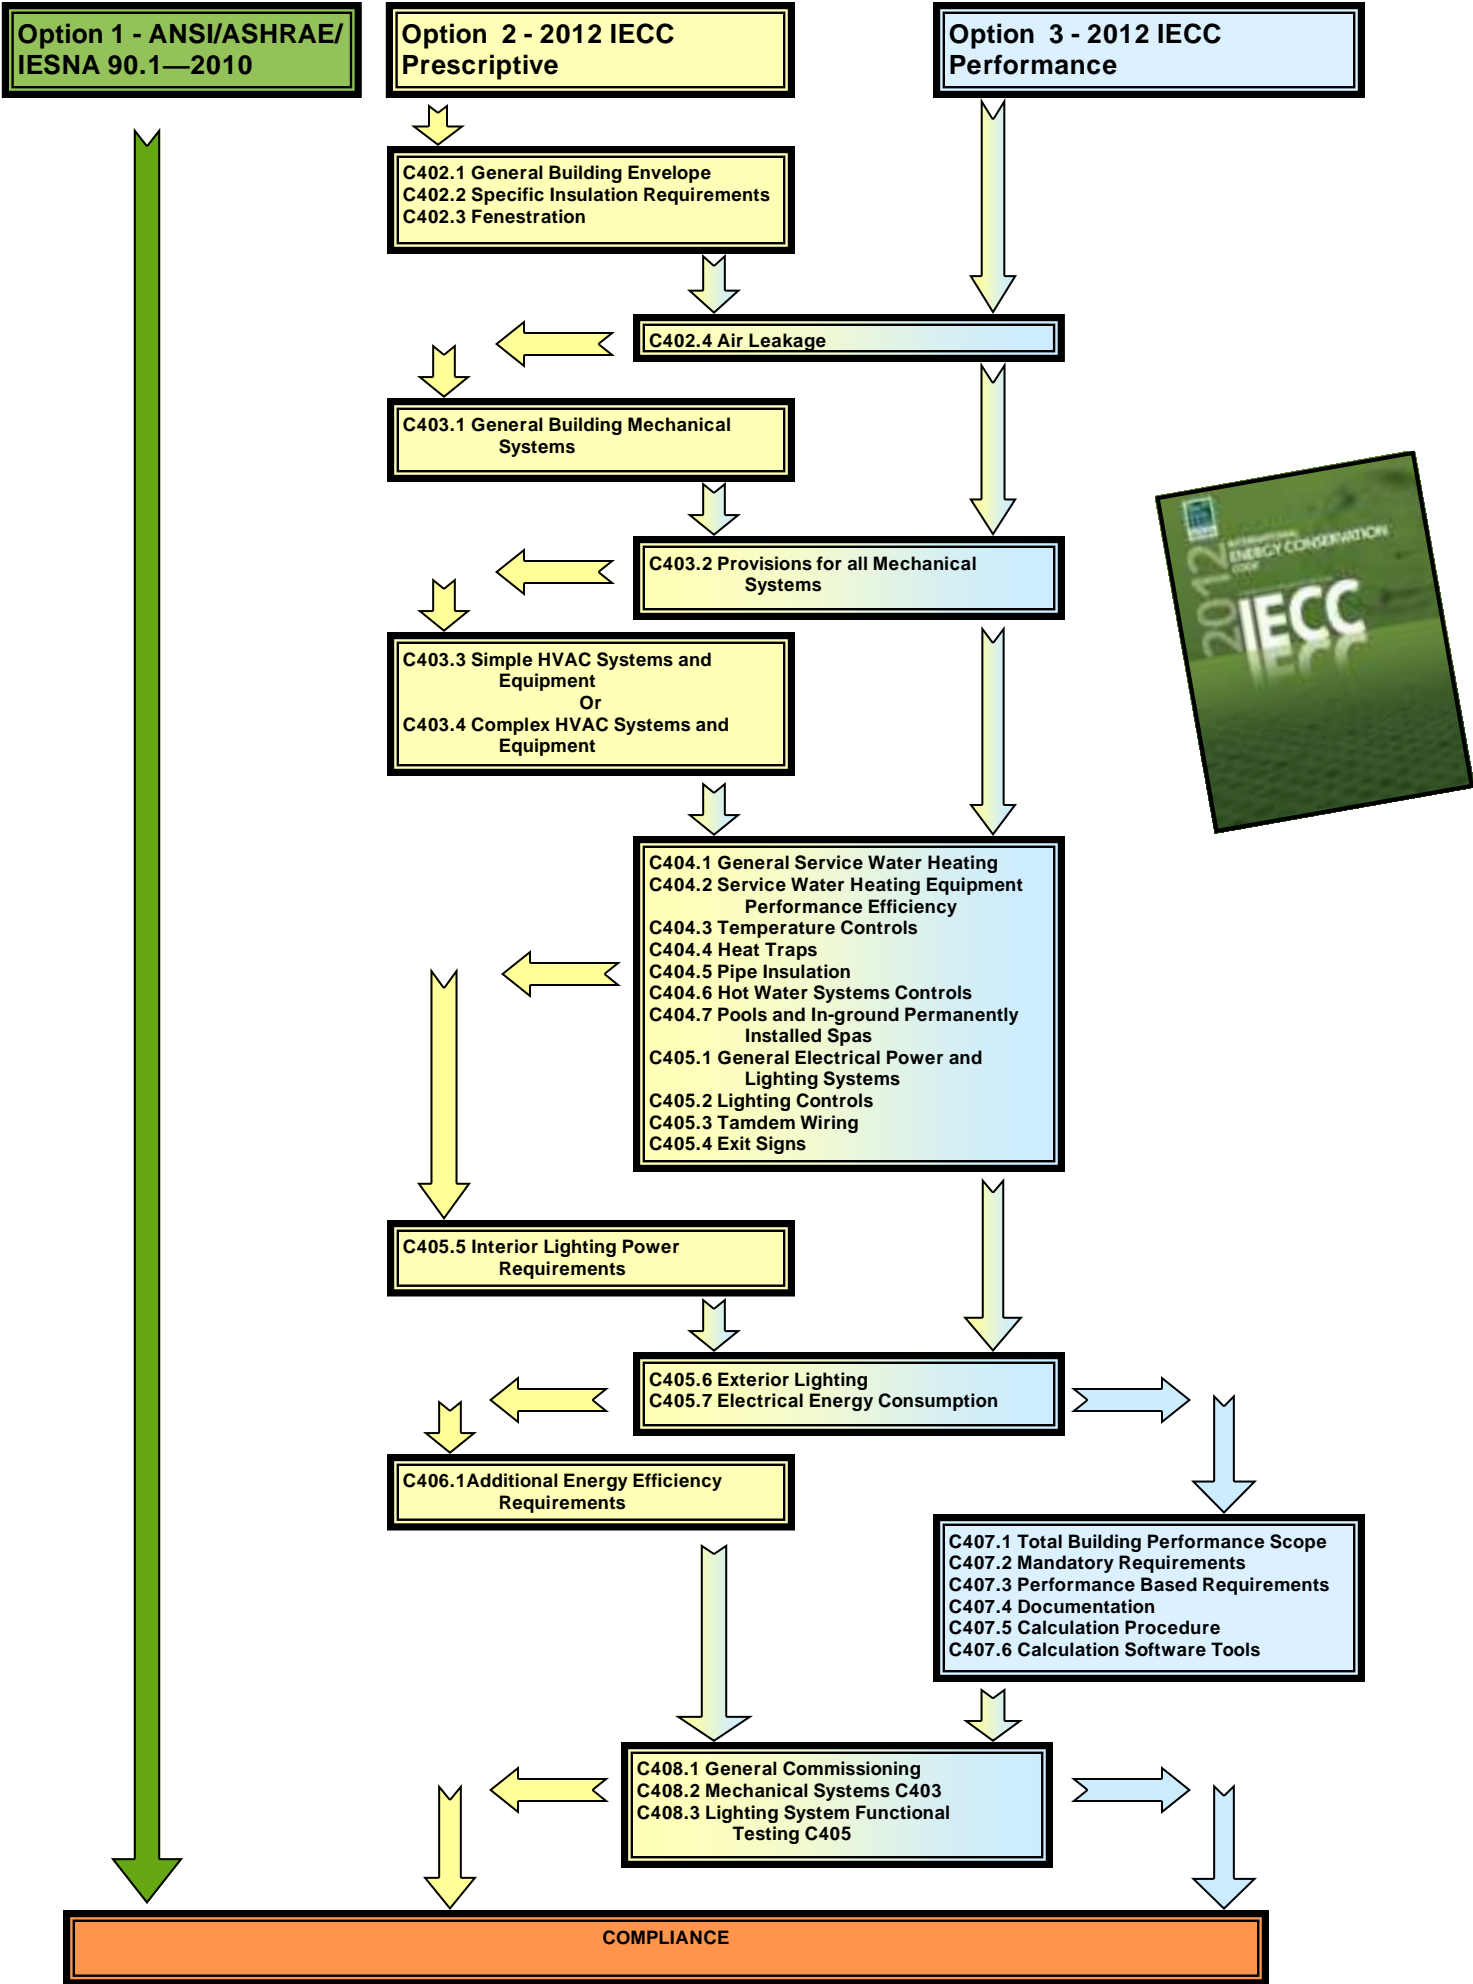 Option 1 - ANSI/ASHRAE/
IESNA 90.1—2010
Option 2 - 2012 IECC
Prescriptive
Option 3 - 2012 IECC
Performance
C402.1 General Building Envelope
C402.2 Specific Insulation Requirements
C402.3 Fenestration
C402.4 Air Leakage
C403.1 General Building Mechanical
Systems
C403.2 Provisions for all Mechanical
Systems
2012
INTERNATIONAL
ENERGY CONSERVATION
CODE
IECC
C403.3 Simple HVAC Systems and
Equipment
Or
C403.4 Complex HVAC Systems and
Equipment
C404.1 General Service Water Heating
C404.2 Service Water Heating Equipment
Performance Efficiency
C404.3 Temperature Controls
C404.4 Heat Traps
C404.5 Pipe Insulation
C404.6 Hot Water Systems Controls
C404.7 Pools and In-ground Permanently
Installed Spas
C405.1 General Electrical Power and
Lighting Systems
C405.2 Lighting Controls
C405.3 Tamdem Wiring
C405.4 Exit Signs
C405.5 Interior Lighting Power
Requirements
C405.6 Exterior Lighting
C405.7 Electrical Energy Consumption
C406.1Additional Energy Efficiency
Requirements
C407.1 Total Building Performance Scope
C407.2 Mandatory Requirements
C407.3 Performance Based Requirements
C407.4 Documentation
C407.5 Calculation Procedure
C407.6 Calculation Software Tools
C408.1 General Commissioning
C408.2 Mechanical Systems C403
C408.3 Lighting System Functional
Testing C405
COMPLIANCE